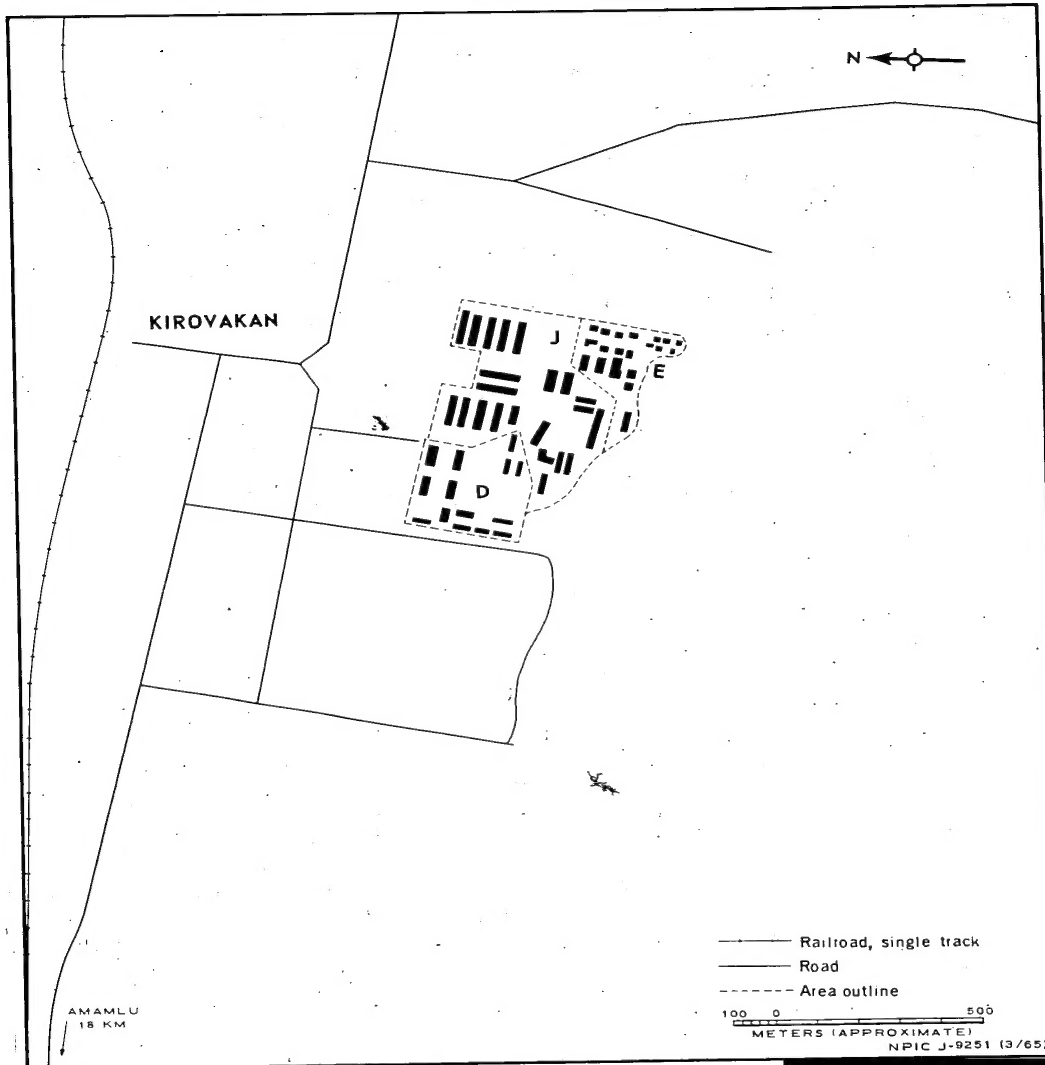 N
KIROVAKAN
J
E
D
Railroad, single track
Road
Area outline
100 0 500
METERS (APPROXIMATE)
NPIC J-9251 (3/65)
AMAMLU
18 KM